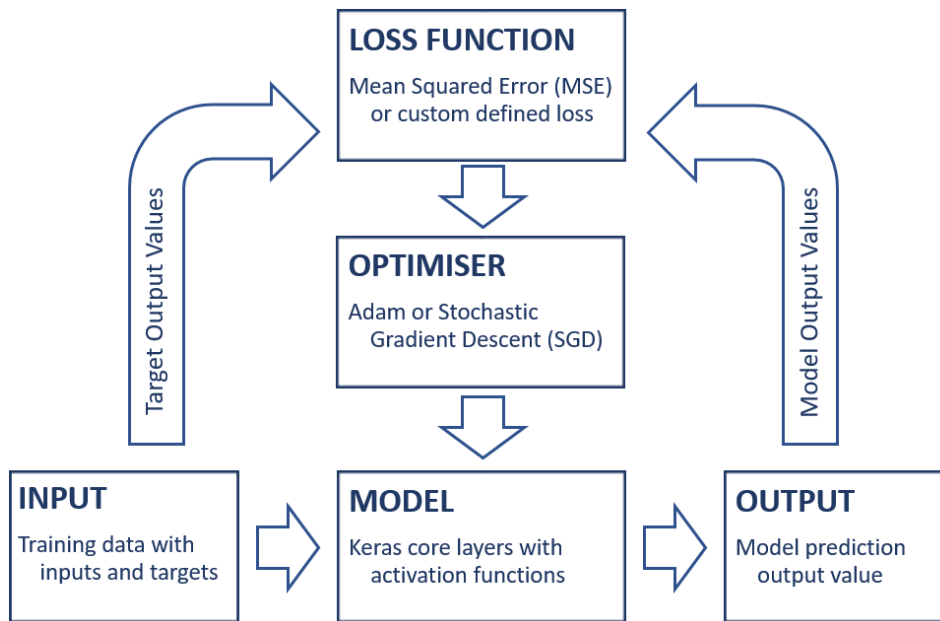 LOSS FUNCTION
Mean Squared Error (MSE)
or custom defined loss
Target Output Values
Model Output Values
OPTIMISER
Adam or Stochastic
Gradient Descent (SGD)
INPUT
Training data with
inputs and targets
MODEL
Keras core layers with
activation functions
OUTPUT
Model prediction
output value